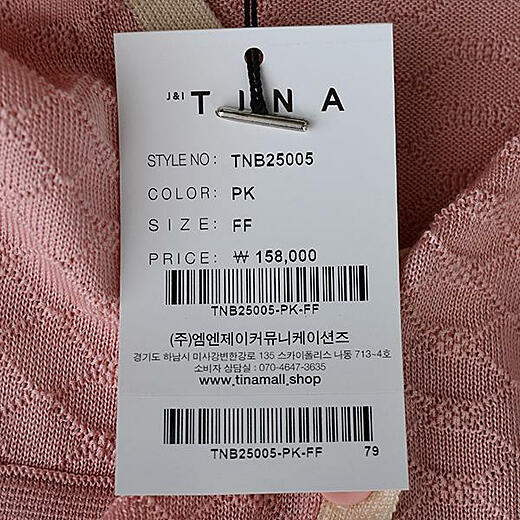 J&I TINA
STYLE NO: TNB25005
COLOR: PK
SIZE: FF
PRICE: ₩ 158,000
TNB25005-PK-FF
(주)엠엔제이커뮤니케이션즈
경기도 하남시 미사강변한강로 135 스카이폴리스 나동 713~4호
소비자 상담실 : 070-4647-3635
www.tinamall.shop
TNB25005-PK-FF 79